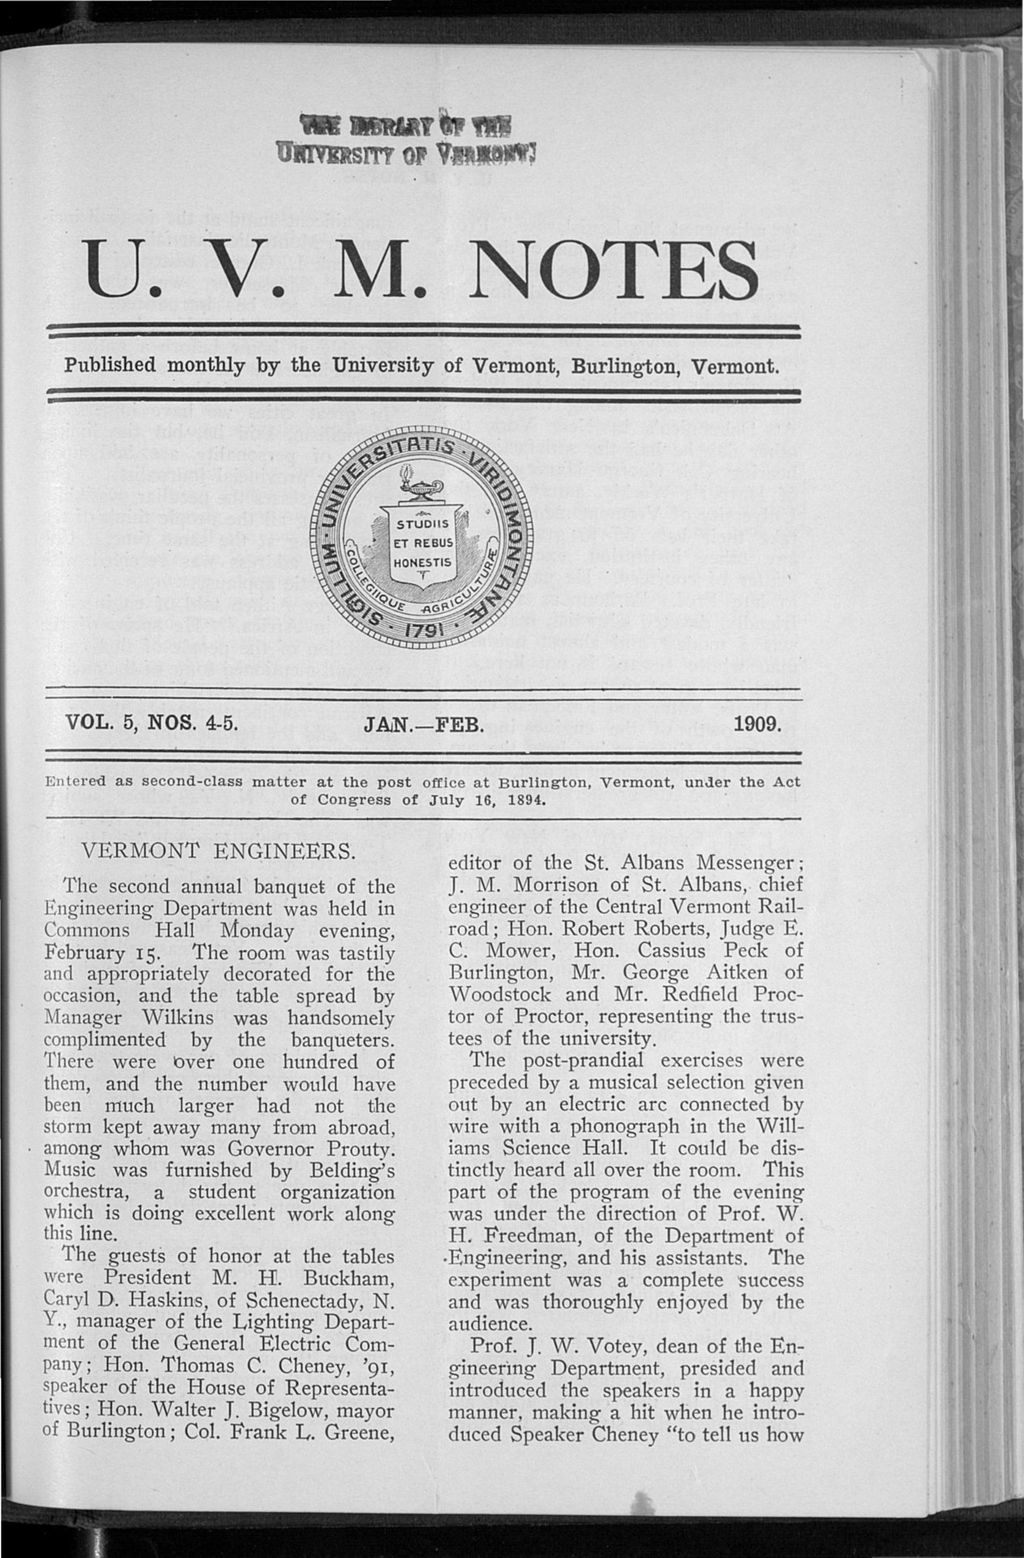 THE LIBRARY OF THE
UNIVERSITY OF VERMONT
U. V. M. NOTES
Published monthly by the University of Vermont, Burlington, Vermont.
SIGILLUM · UNIVERSITATIS · VIRIDIMONTANÆ
COLLEGIIQUE AGRICULTURÆ
STUDIIS
ET REBUS
HONESTIS
· 1791 ·
VOL. 5, NOS. 4-5. JAN.—FEB. 1909.
Entered as second-class matter at the post office at Burlington, Vermont, under the Act
of Congress of July 16, 1894.
VERMONT ENGINEERS.
The second annual banquet of the
Engineering Department was held in
Commons Hall Monday evening,
February 15. The room was tastily
and appropriately decorated for the
occasion, and the table spread by
Manager Wilkins was handsomely
complimented by the banqueters.
There were over one hundred of
them, and the number would have
been much larger had not the
storm kept away many from abroad,
among whom was Governor Prouty.
Music was furnished by Belding's
orchestra, a student organization
which is doing excellent work along
this line.
The guests of honor at the tables
were President M. H. Buckham,
Caryl D. Haskins, of Schenectady, N.
Y., manager of the Lighting Depart-
ment of the General Electric Com-
pany; Hon. Thomas C. Cheney, '91,
speaker of the House of Representa-
tives; Hon. Walter J. Bigelow, mayor
of Burlington; Col. Frank L. Greene,
editor of the St. Albans Messenger;
J. M. Morrison of St. Albans, chief
engineer of the Central Vermont Rail-
road; Hon. Robert Roberts, Judge E.
C. Mower, Hon. Cassius Peck of
Burlington, Mr. George Aitken of
Woodstock and Mr. Redfield Proc-
tor of Proctor, representing the trus-
tees of the university.
The post-prandial exercises were
preceded by a musical selection given
out by an electric arc connected by
wire with a phonograph in the Will-
iams Science Hall. It could be dis-
tinctly heard all over the room. This
part of the program of the evening
was under the direction of Prof. W.
H. Freedman, of the Department of
Engineering, and his assistants. The
experiment was a complete success
and was thoroughly enjoyed by the
audience.
Prof. J. W. Votey, dean of the En-
gineering Department, presided and
introduced the speakers in a happy
manner, making a hit when he intro-
duced Speaker Cheney "to tell us how